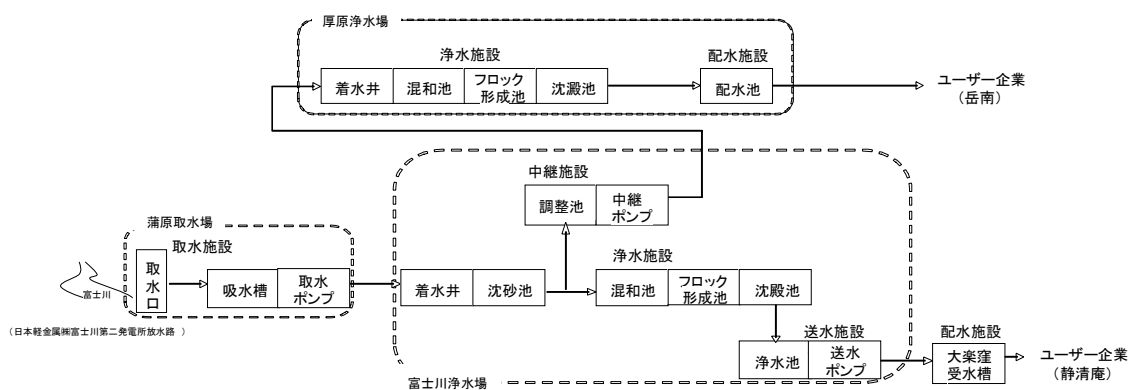 厚原浄水場
浄水施設
配水施設
着水井
混和池
フロック
形成池
沈澱池
配水池
ユーザー企業
(岳南)
中継施設
調整池
中継
ポンプ
蒲原取水場
取水施設
取水口
吸水槽
取水
ポンプ
富士川
(日本軽金属㈱富士川第二発電所放水路 )
着水井
沈砂池
浄水施設
混和池
フロック
形成池
沈殿池
送水施設
浄水池
送水
ポンプ
配水施設
大楽窪
受水槽
ユーザー企業
(静清庵)
富士川浄水場